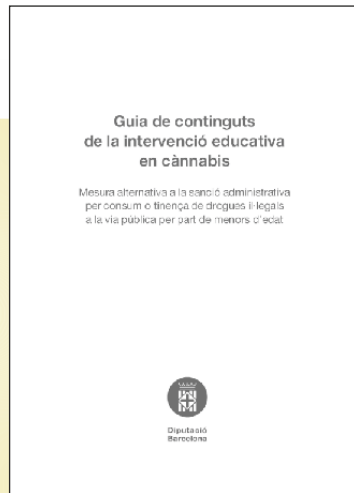 Guia de continguts
de la intervenció educativa
en cànnabis
Mesura alternativa a la sanció administrativa
per consum o tinença de drogues il·legals
a la via pública per part de menors d'edat
Diputació
Barcelona